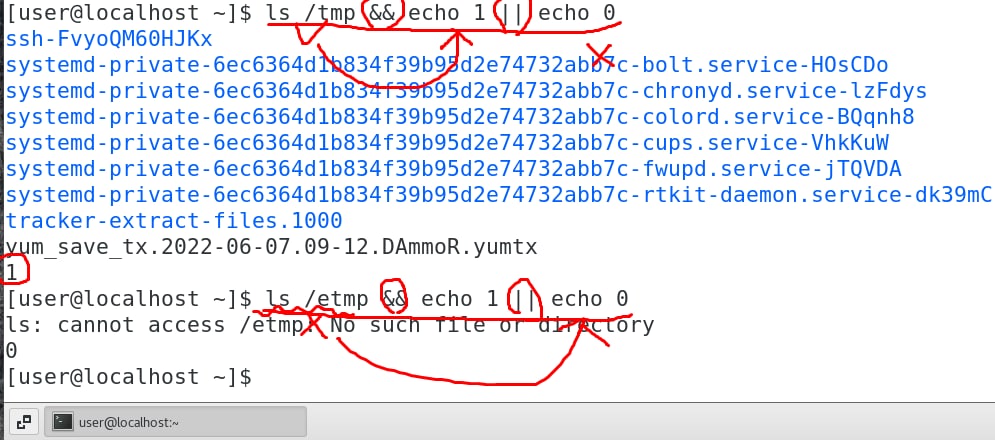 [user@localhost ~]$ ls /tmp && echo 1 || echo 0
ssh-FvyoQM60HJKx
systemd-private-6ec6364d1b834f39b95d2e74732abb7c-bolt.service-HOsCDo
systemd-private-6ec6364d1b834f39b95d2e74732abb7c-chronyd.service-lzFdys
systemd-private-6ec6364d1b834f39b95d2e74732abb7c-colord.service-BQqnh8
systemd-private-6ec6364d1b834f39b95d2e74732abb7c-cups.service-VhkKuW
systemd-private-6ec6364d1b834f39b95d2e74732abb7c-fwupd.service-jTQVDA
systemd-private-6ec6364d1b834f39b95d2e74732abb7c-rtkit-daemon.service-dk39mC
tracker-extract-files.1000
yum_save_tx.2022-06-07.09-12.DAmmoR.yumtx
1
[user@localhost ~]$ ls /etmp && echo 1 || echo 0
ls: cannot access /etmp: No such file or directory
0
[user@localhost ~]$
user@localhost:~